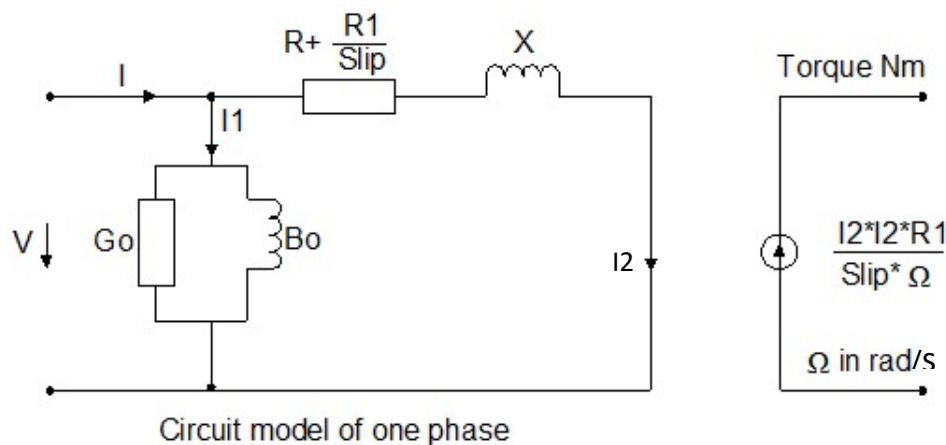 R+ R1
Slip
X
I
I1
V
Go
Bo
I2
Torque Nm
I2*I2*R1
Slip* Ω
Ω in rad/s
Circuit model of one phase